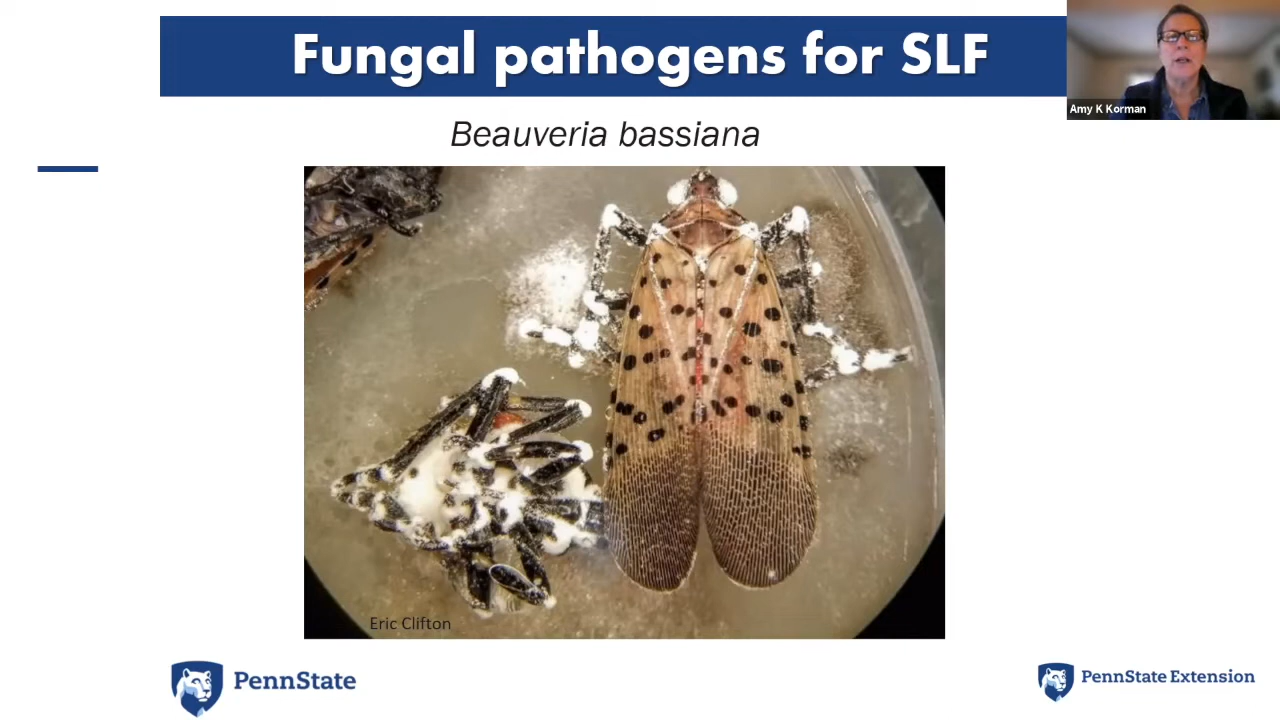 Fungal pathogens for SLF
Amy K Korman
Beauveria bassiana
Eric Clifton
PennState
PennState Extension